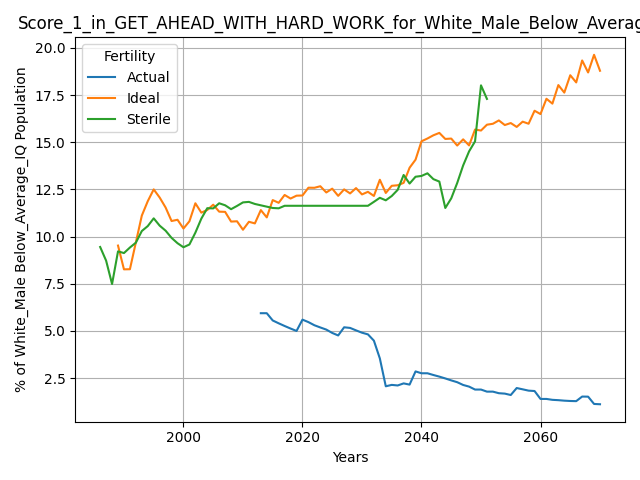 Score_1_in_GET_AHEAD_WITH_HARD_WORK_for_White_Male_Below_Averag
Fertility
Actual
Ideal
Sterile
% of White_Male Below_Average_IQ Population
20.0
17.5
15.0
12.5
10.0
7.5
5.0
2.5
2000
2020
2040
2060
Years